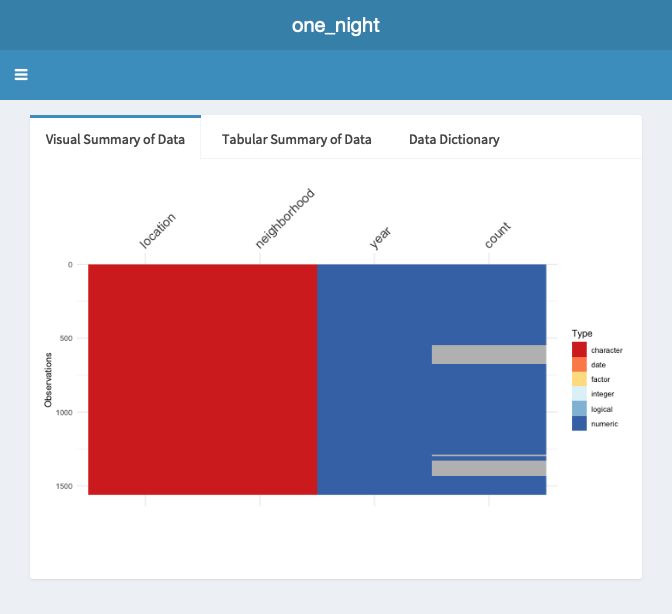 one_night
Visual Summary of Data
Tabular Summary of Data
Data Dictionary
location
neighborhood
year
count
0
500
1000
1500
Observations
Type
character
date
factor
integer
logical
numeric